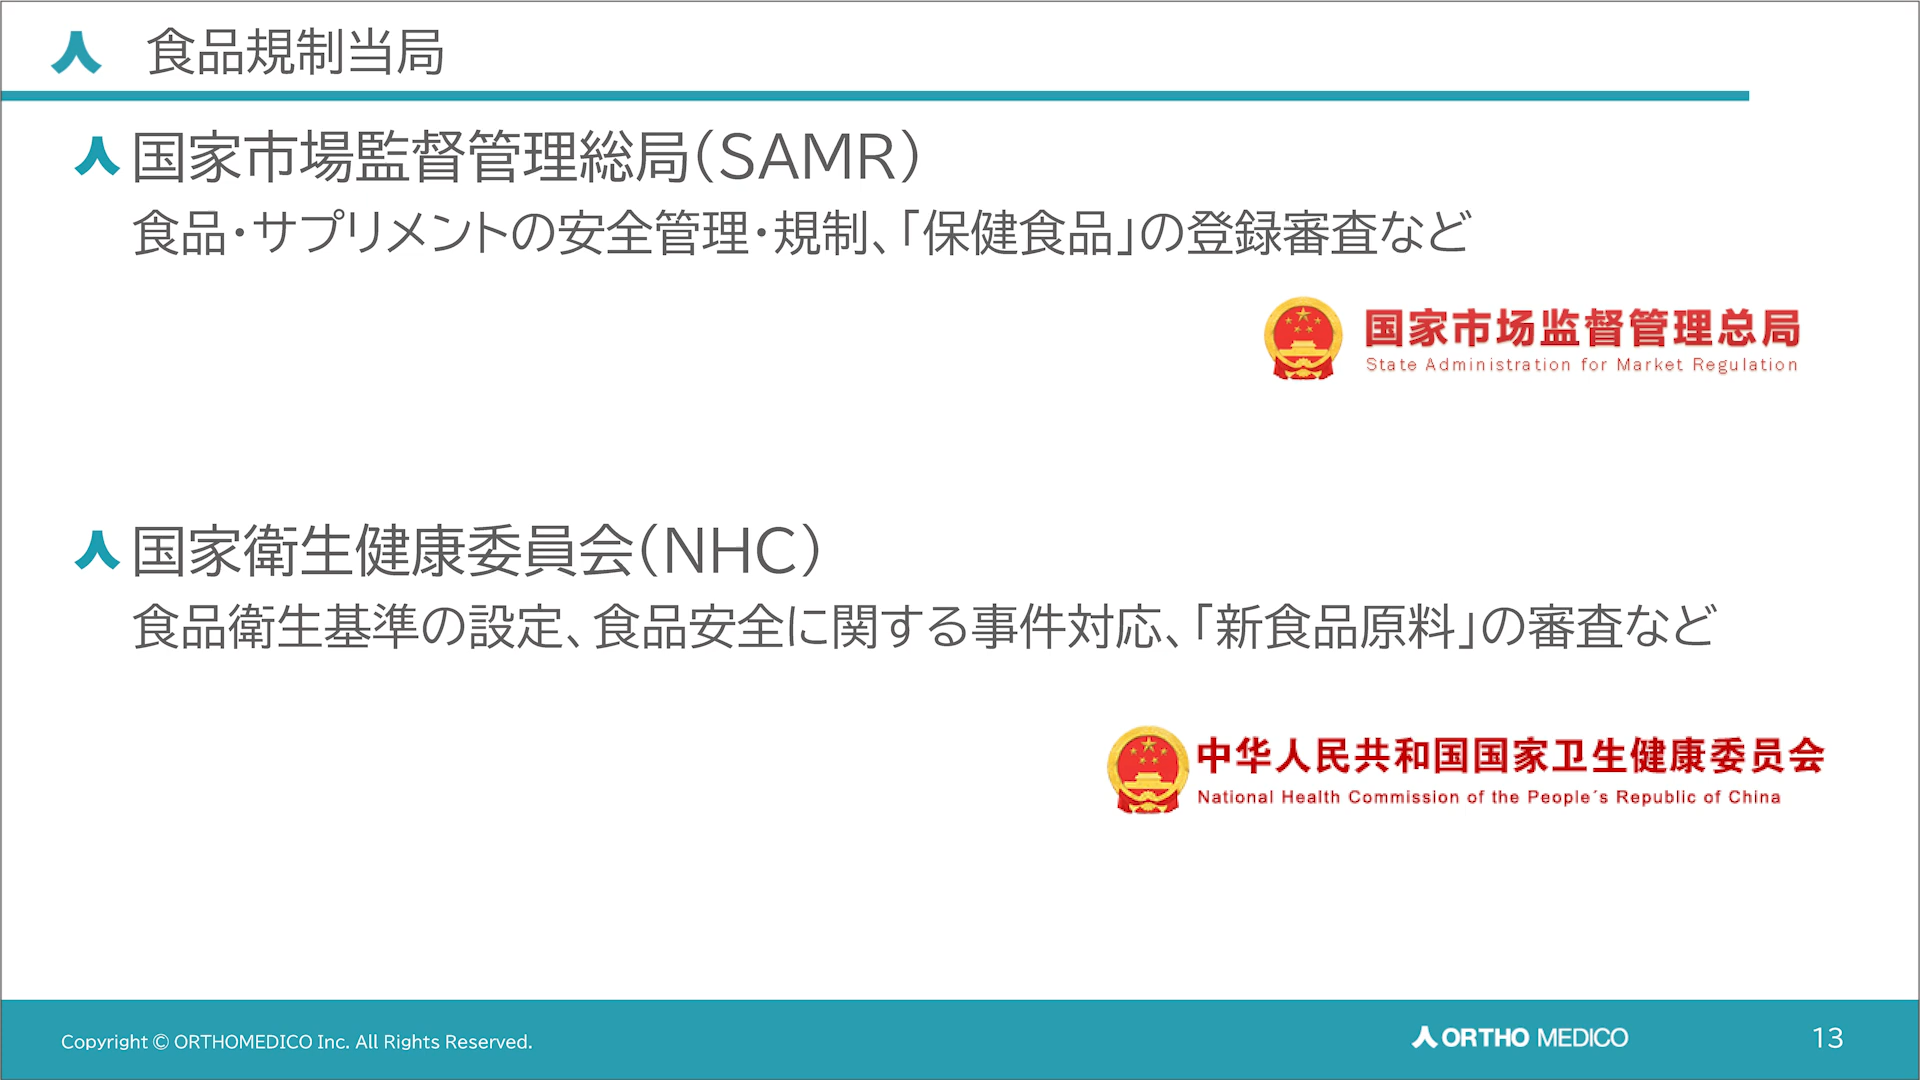 食品規制当局
国家市場監督管理総局（SAMR）
食品・サプリメントの安全管理・規制、「保健食品」の登録審査など
国家市场监督管理总局
State Administration for Market Regulation
国家衛生健康委員会（NHC）
食品衛生基準の設定、食品安全に関する事件対応、「新食品原料」の審査など
中华人民共和国国家卫生健康委员会
National Health Commission of the People´s Republic of China
Copyright © ORTHOMEDICO Inc. All Rights Reserved.
ORTHO MEDICO
13